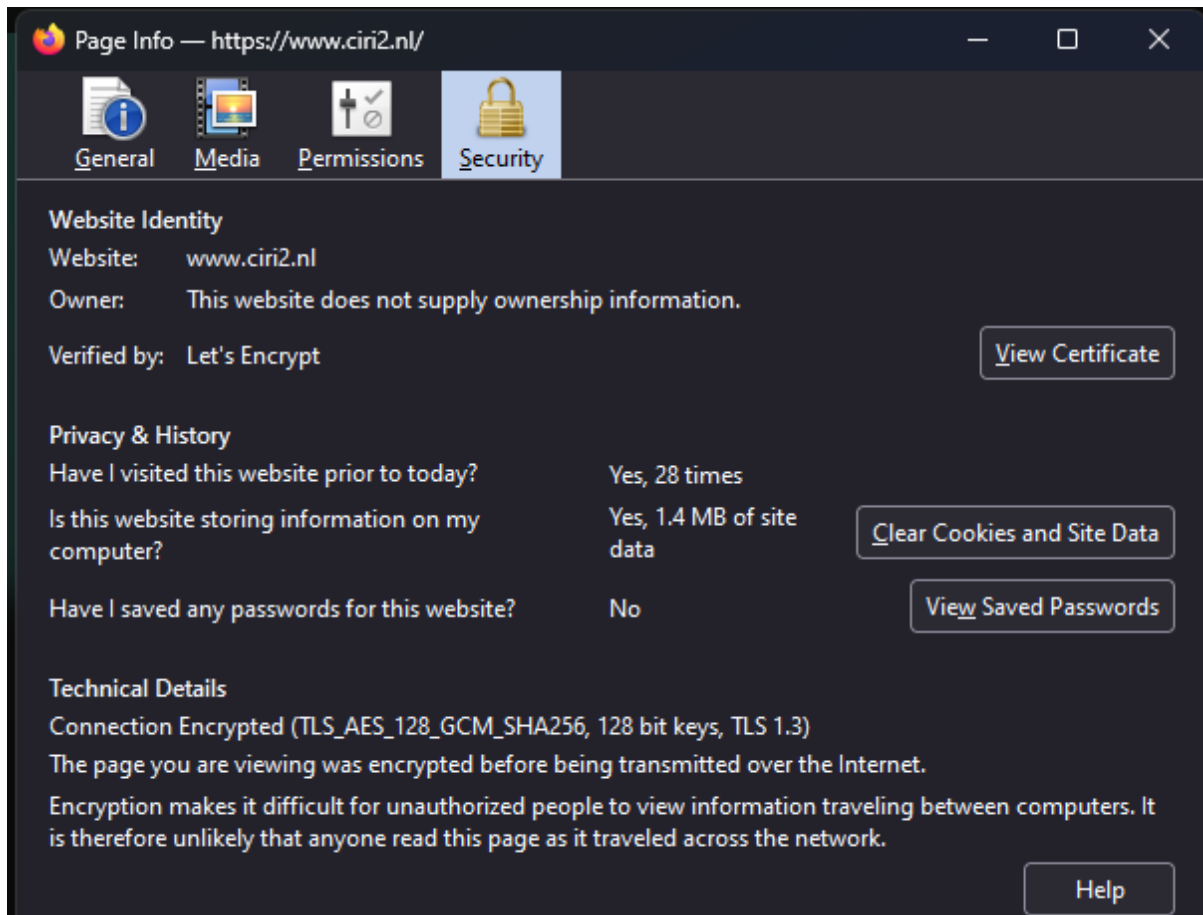 Page Info — https://www.ciri2.nl/
General Media Permissions Security
Website Identity
Website: www.ciri2.nl
Owner: This website does not supply ownership information.
Verified by: Let's Encrypt View Certificate
Privacy & History
Have I visited this website prior to today? Yes, 28 times
Is this website storing information on my computer? Yes, 1.4 MB of site data Clear Cookies and Site Data
Have I saved any passwords for this website? No View Saved Passwords
Technical Details
Connection Encrypted (TLS_AES_128_GCM_SHA256, 128 bit keys, TLS 1.3)
The page you are viewing was encrypted before being transmitted over the Internet.
Encryption makes it difficult for unauthorized people to view information traveling between computers. It
is therefore unlikely that anyone read this page as it traveled across the network.
Help